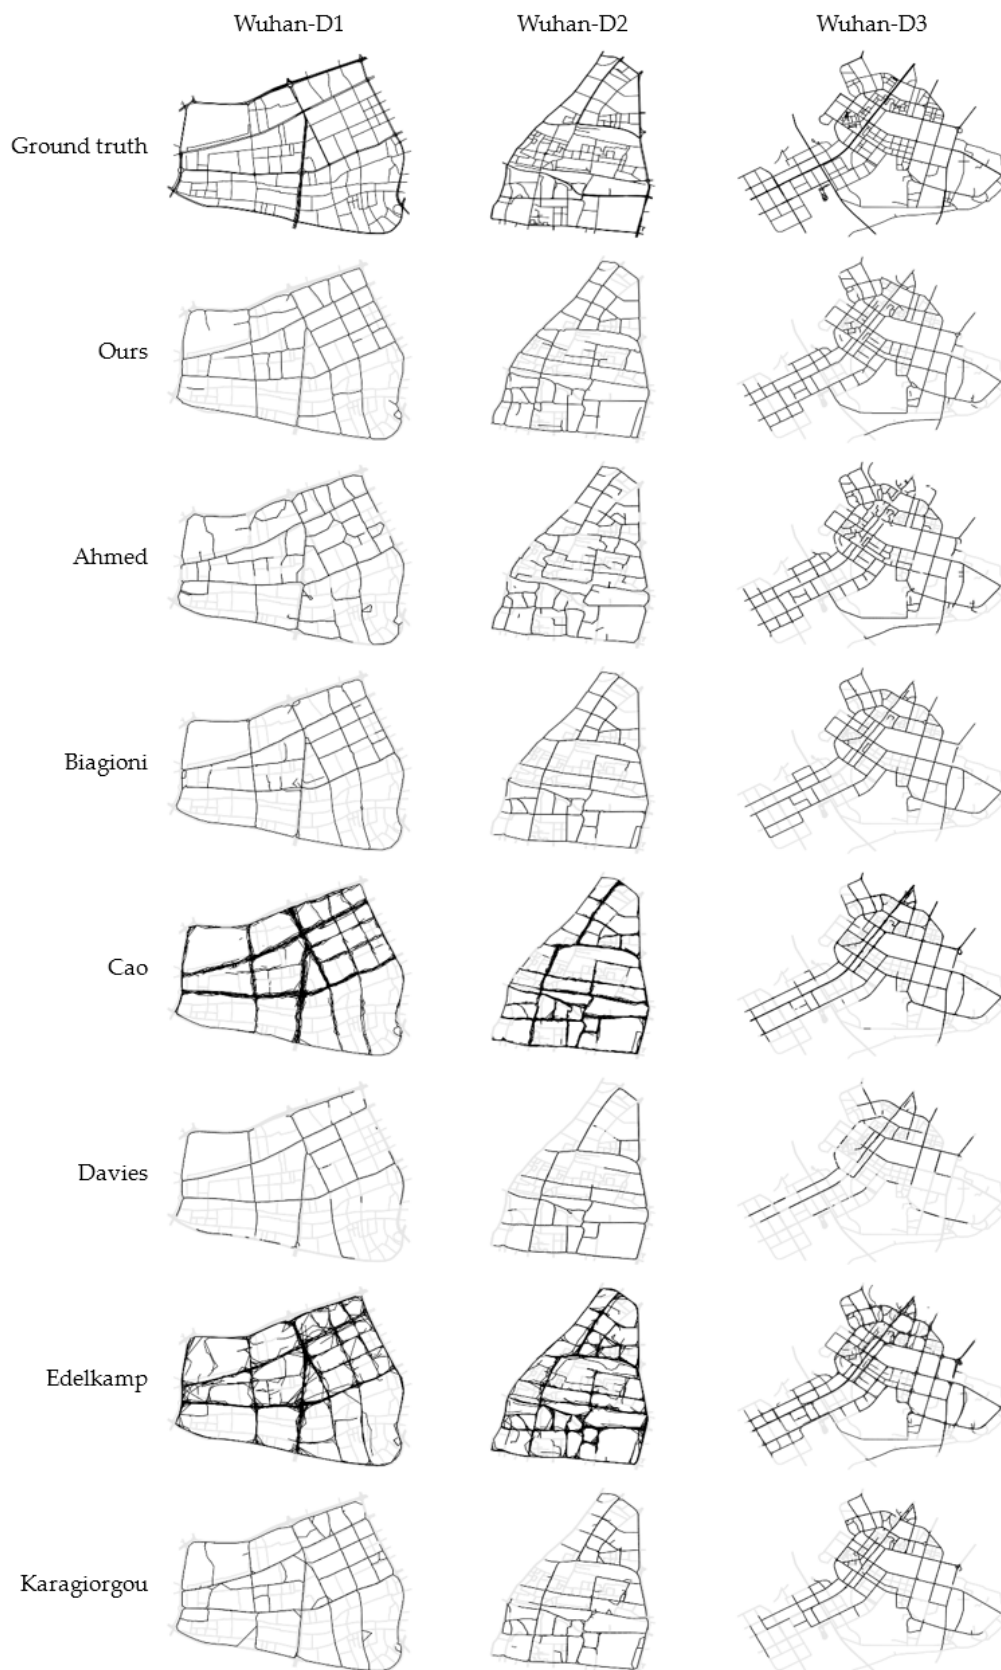 Wuhan-D1 Wuhan-D2 Wuhan-D3
Ground truth
Ours
Ahmed
Biagioni
Cao
Davies
Edelkamp
Karagiorgou